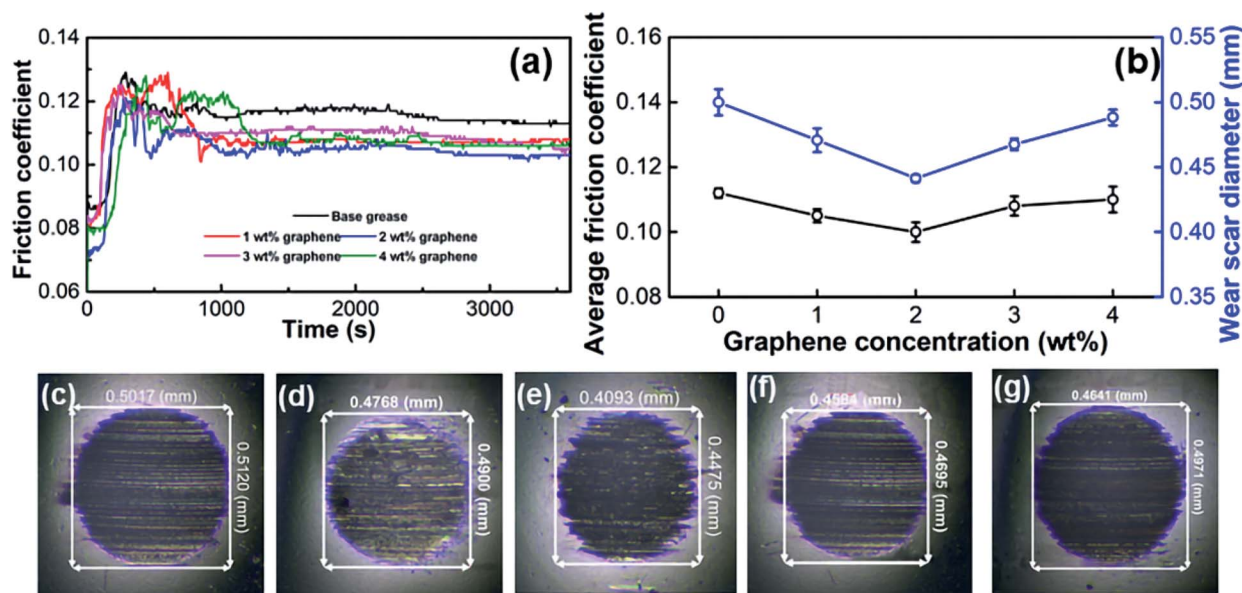 (a)
Friction coefficient
0.14
0.12
0.10
0.08
0.06
Base grease
1 wt% graphene
2 wt% graphene
3 wt% graphene
4 wt% graphene
0
1000
2000
3000
Time (s)
(b)
Average friction coefficient
0.16
0.14
0.12
0.10
0.08
Wear scar diameter (mm)
0.55
0.50
0.45
0.40
0.35
0
1
2
3
4
Graphene concentration (wt%)
(c)
0.5017 (mm)
0.5120 (mm)
(d)
0.4768 (mm)
0.4900 (mm)
(e)
0.4093 (mm)
0.4475 (mm)
(f)
0.4584 (mm)
0.4695 (mm)
(g)
0.4641 (mm)
0.4971 (mm)